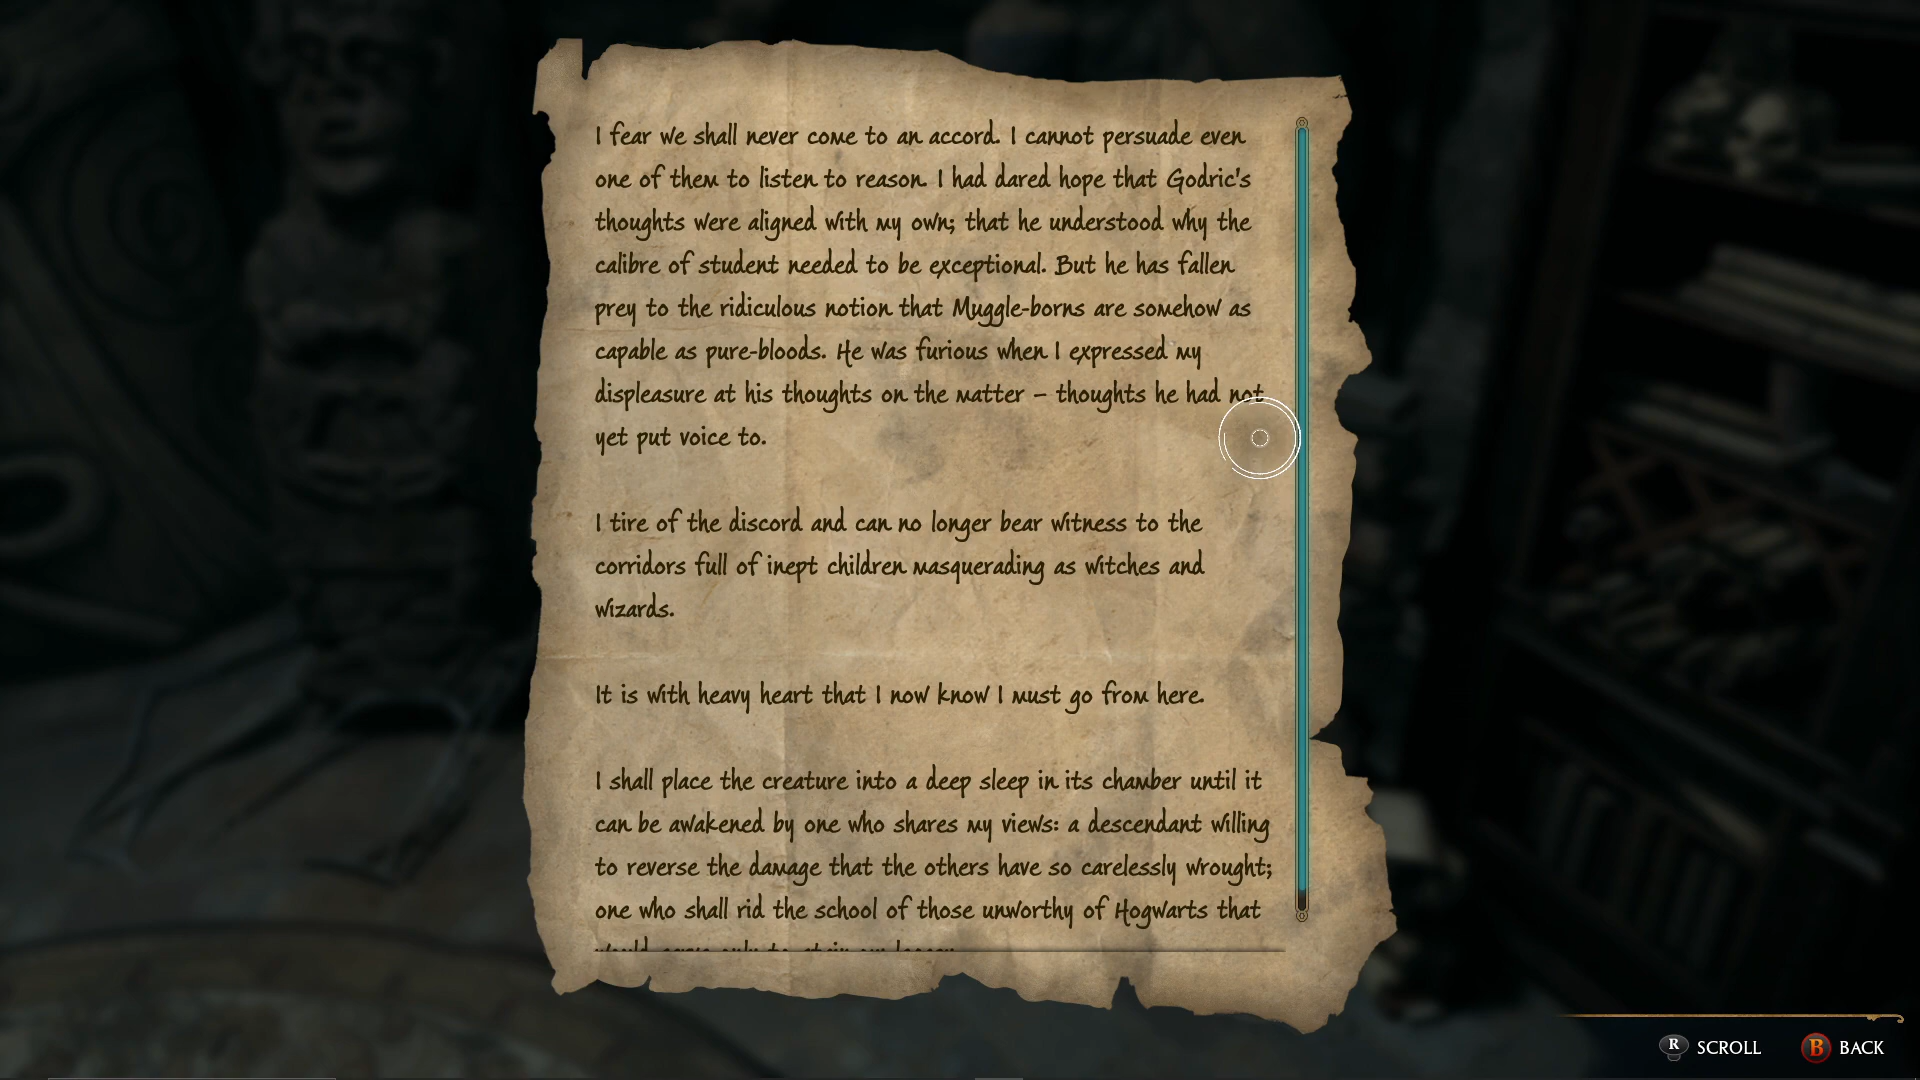 I fear we shall never come to an accord. I cannot persuade even
one of them to listen to reason. I had dared hope that Godric's
thoughts were aligned with my own; that he understood why the
calibre of student needed to be exceptional. But he has fallen
prey to the ridiculous notion that Muggle-borns are somehow as
capable as pure-bloods. He was furious when I expressed my
displeasure at his thoughts on the matter – thoughts he had not
yet put voice to.
I tire of the discord and can no longer bear witness to the
corridors full of inept children masquerading as witches and
wizards.
It is with heavy heart that I now know I must go from here.
I shall place the creature into a deep sleep in its chamber until it
can be awakened by one who shares my views: a descendant willing
to reverse the damage that the others have so carelessly wrought;
one who shall rid the school of those unworthy of Hogwarts that
would serve only to
R SCROLL B BACK